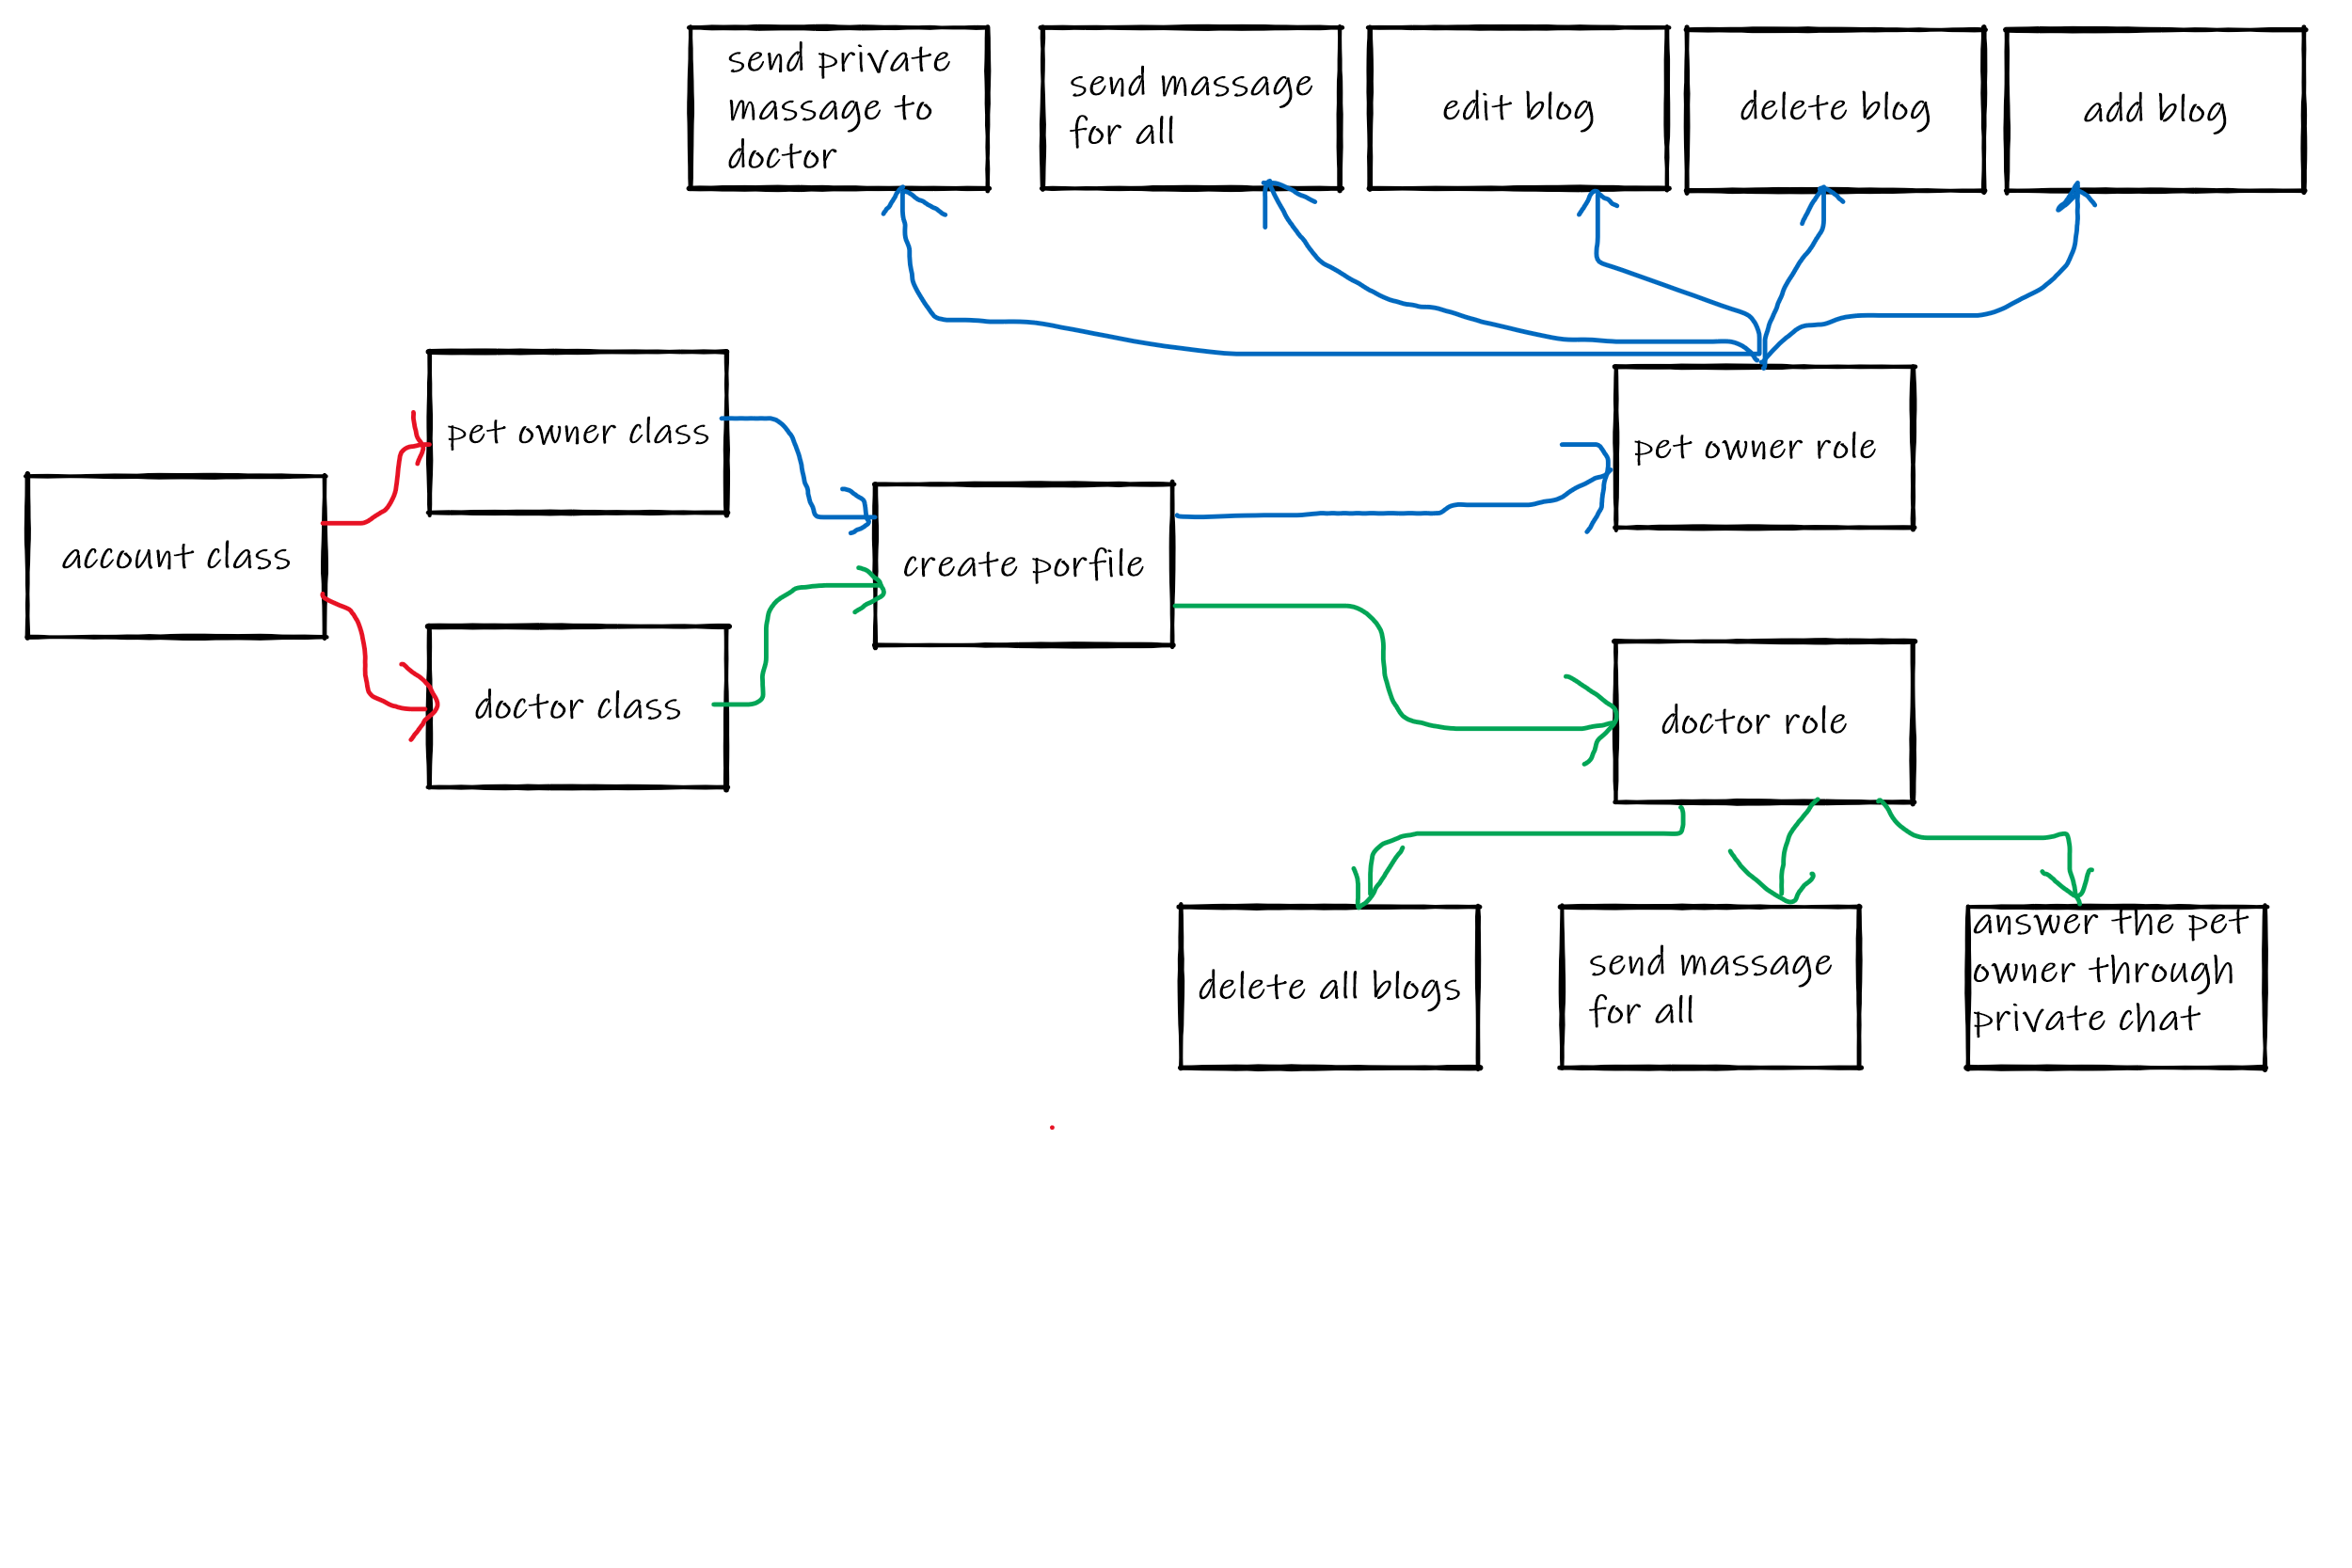 send private
massage to
doctor
send massage
for all
edit blog
delete blog
add blog
pet owner class
pet owner role
account class
create porfile
doctor class
doctor role
delete all blogs
send massage
for all
answer the pet
owner through
private chat